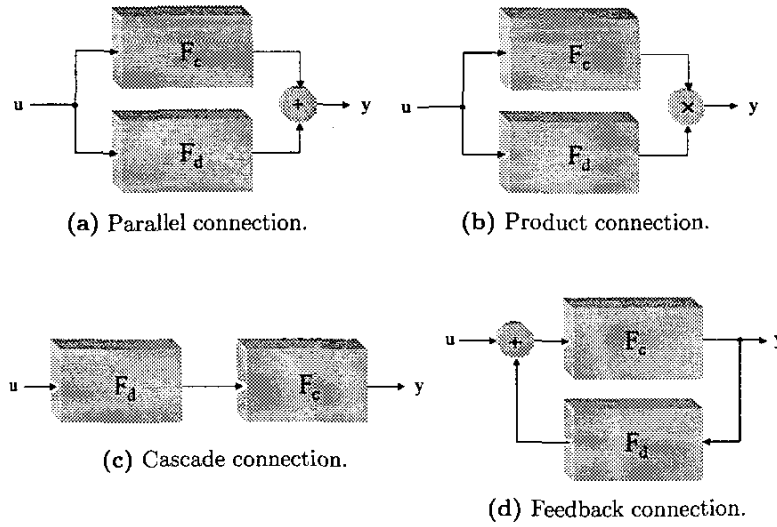 F_c
u
+
y
F_d
(a) Parallel connection.
F_c
u
×
y
F_d
(b) Product connection.
u
F_d
F_c
y
(c) Cascade connection.
u
+
F_c
y
F_d
(d) Feedback connection.